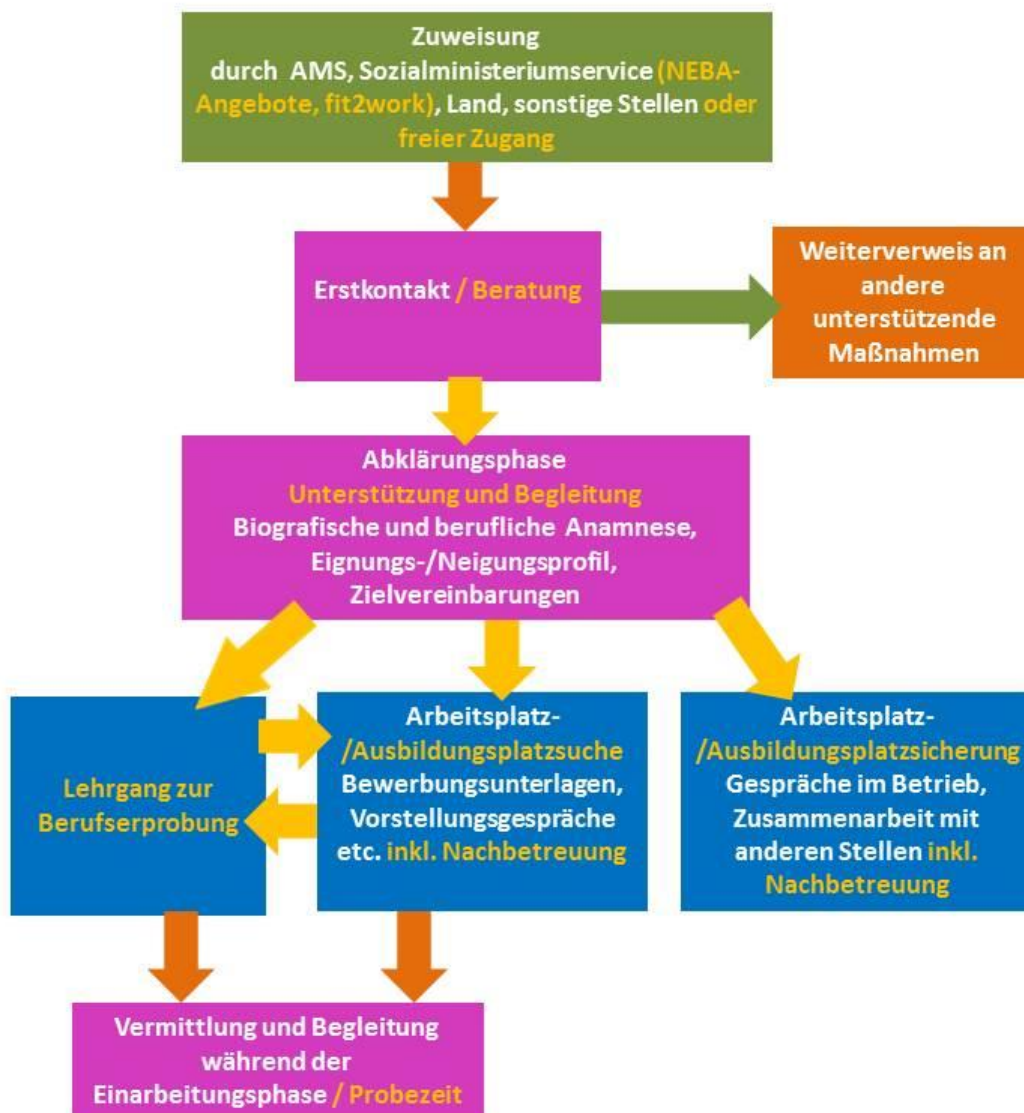 Zuweisung
durch AMS, Sozialministeriumservice (NEBA-
Angebote, fit2work), Land, sonstige Stellen oder
freier Zugang
Erstkontakt / Beratung
Weiterverweis an
andere
unterstützende
Maßnahmen
Abklärungsphase
Unterstützung und Begleitung
Biografische und berufliche Anamnese,
Eignungs-/Neigungsprofil,
Zielvereinbarungen
Lehrgang zur
Berufserprobung
Arbeitsplatz-
/Ausbildungsplatzsuche
Bewerbungsunterlagen,
Vorstellungsgespräche
etc. inkl. Nachbetreuung
Arbeitsplatz-
/Ausbildungsplatzsicherung
Gespräche im Betrieb,
Zusammenarbeit mit
anderen Stellen inkl.
Nachbetreuung
Vermittlung und Begleitung
während der
Einarbeitungsphase / Probezeit